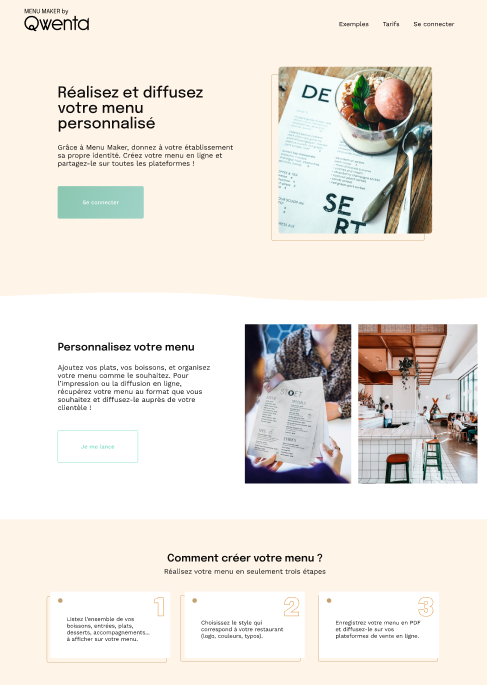 MENU MAKER by
Qwenta
Exemples Tarifs Se connecter
Réalisez et diffusez
votre menu
personnalisé
Grâce à Menu Maker, donnez à votre établissement
sa propre identité. Créez votre menu en ligne et
partagez-le sur toutes les plateformes !
Se connecter
DE
SE
RT
Personnalisez votre menu
Ajoutez vos plats, vos boissons, et organisez
votre menu comme le souhaitez. Pour
l'impression ou la diffusion en ligne,
récupérez votre menu au format que vous
souhaitez et diffusez-le auprès de votre
clientèle !
Je me lance
Comment créer votre menu ?
Réalisez votre menu en seulement trois étapes
1
Listez l'ensemble de vos
boissons, entrées, plats,
desserts, accompagnements...
à afficher sur votre menu.
2
Choisissez le style qui
correspond à votre restaurant
(logo, couleurs, typos).
3
Enregistrez votre menu en PDF
et diffusez-le sur vos
plateformes de vente en ligne.